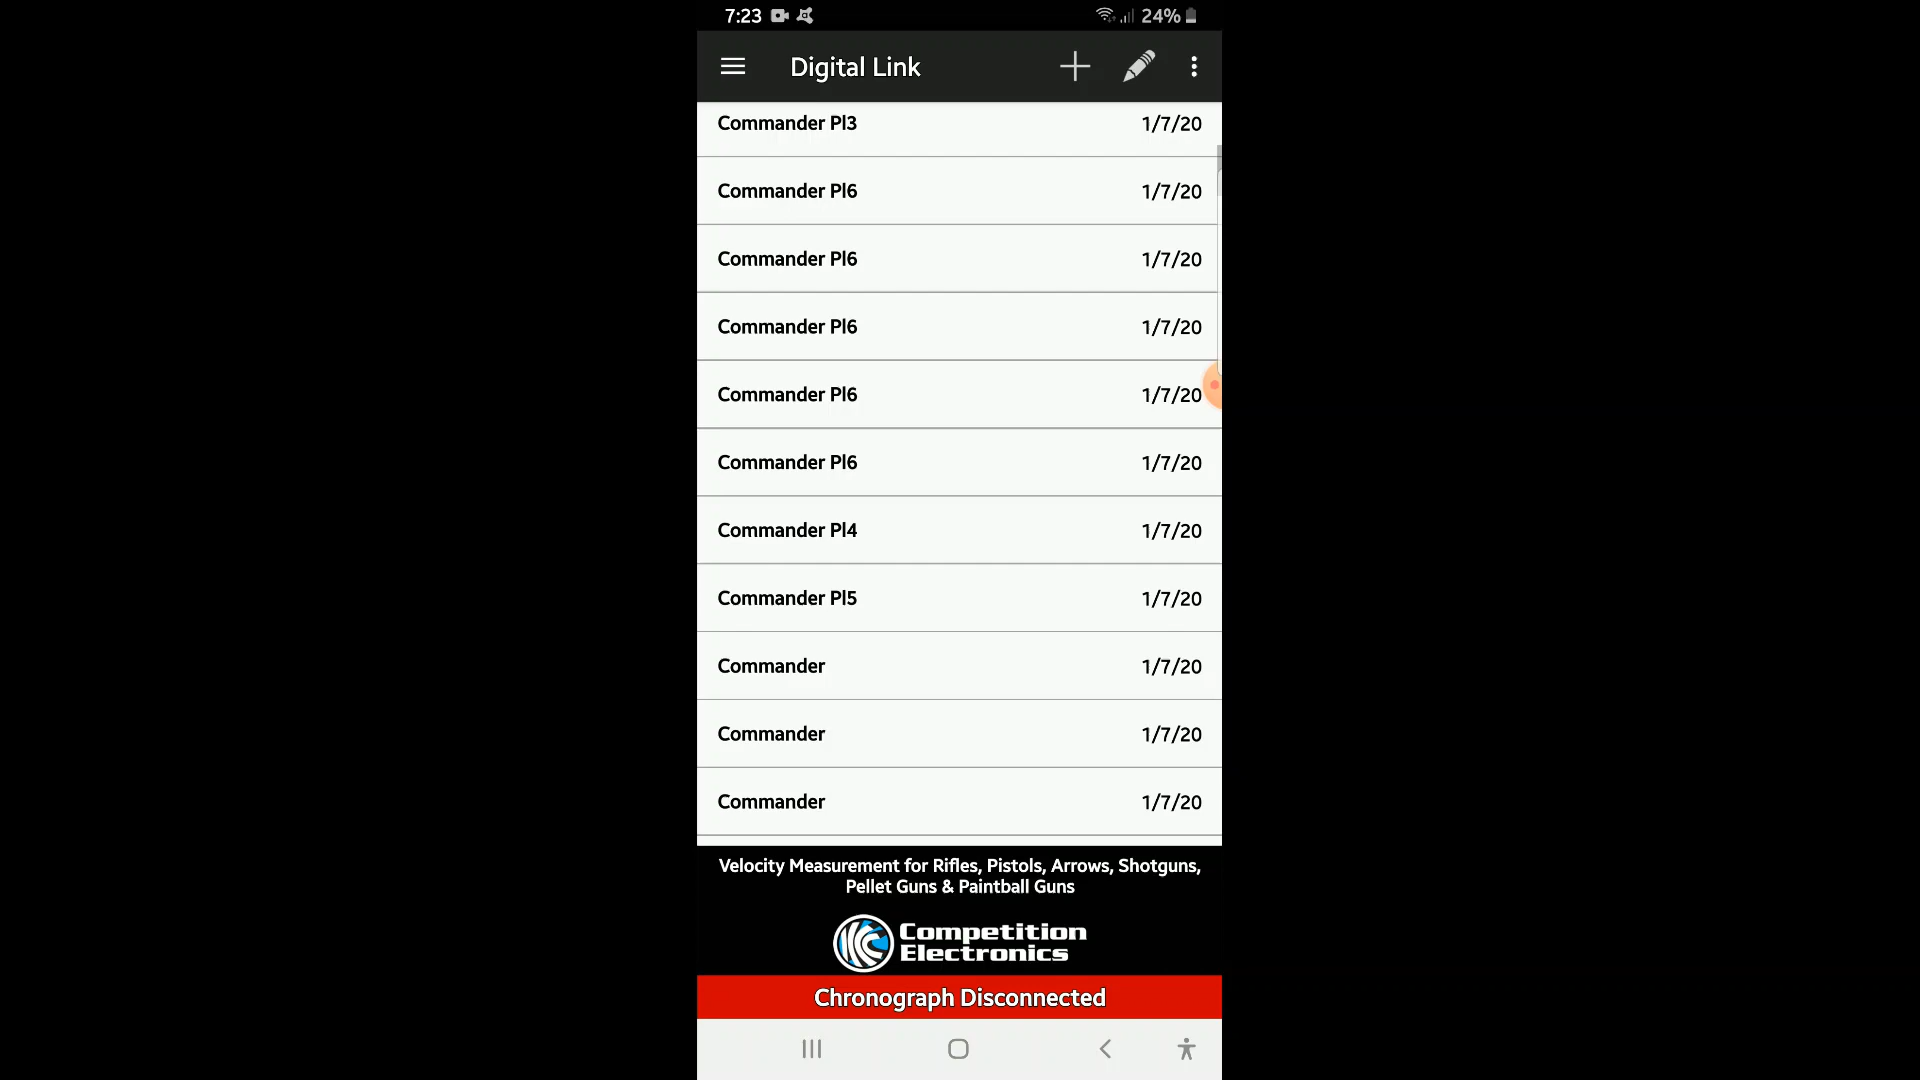 7:23 24%
Digital Link
Commander Pl3 1/7/20
Commander Pl6 1/7/20
Commander Pl6 1/7/20
Commander Pl6 1/7/20
Commander Pl6 1/7/20
Commander Pl6 1/7/20
Commander Pl4 1/7/20
Commander Pl5 1/7/20
Commander 1/7/20
Commander 1/7/20
Commander 1/7/20
Velocity Measurement for Rifles, Pistols, Arrows, Shotguns,
Pellet Guns & Paintball Guns
Competition
Electronics
Chronograph Disconnected